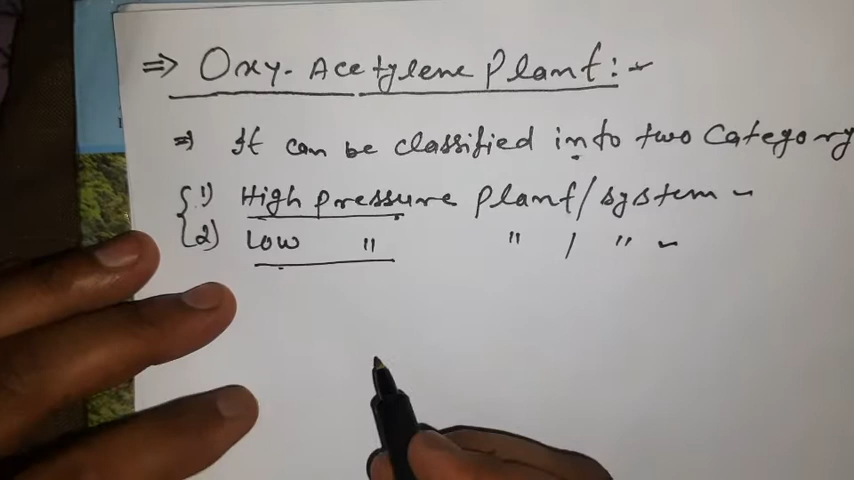 ⇒ Oxy-Acetylene Plant:-
⇒ It can be classified into two Category
1) High pressure plant/system -
2) Low " " / " -